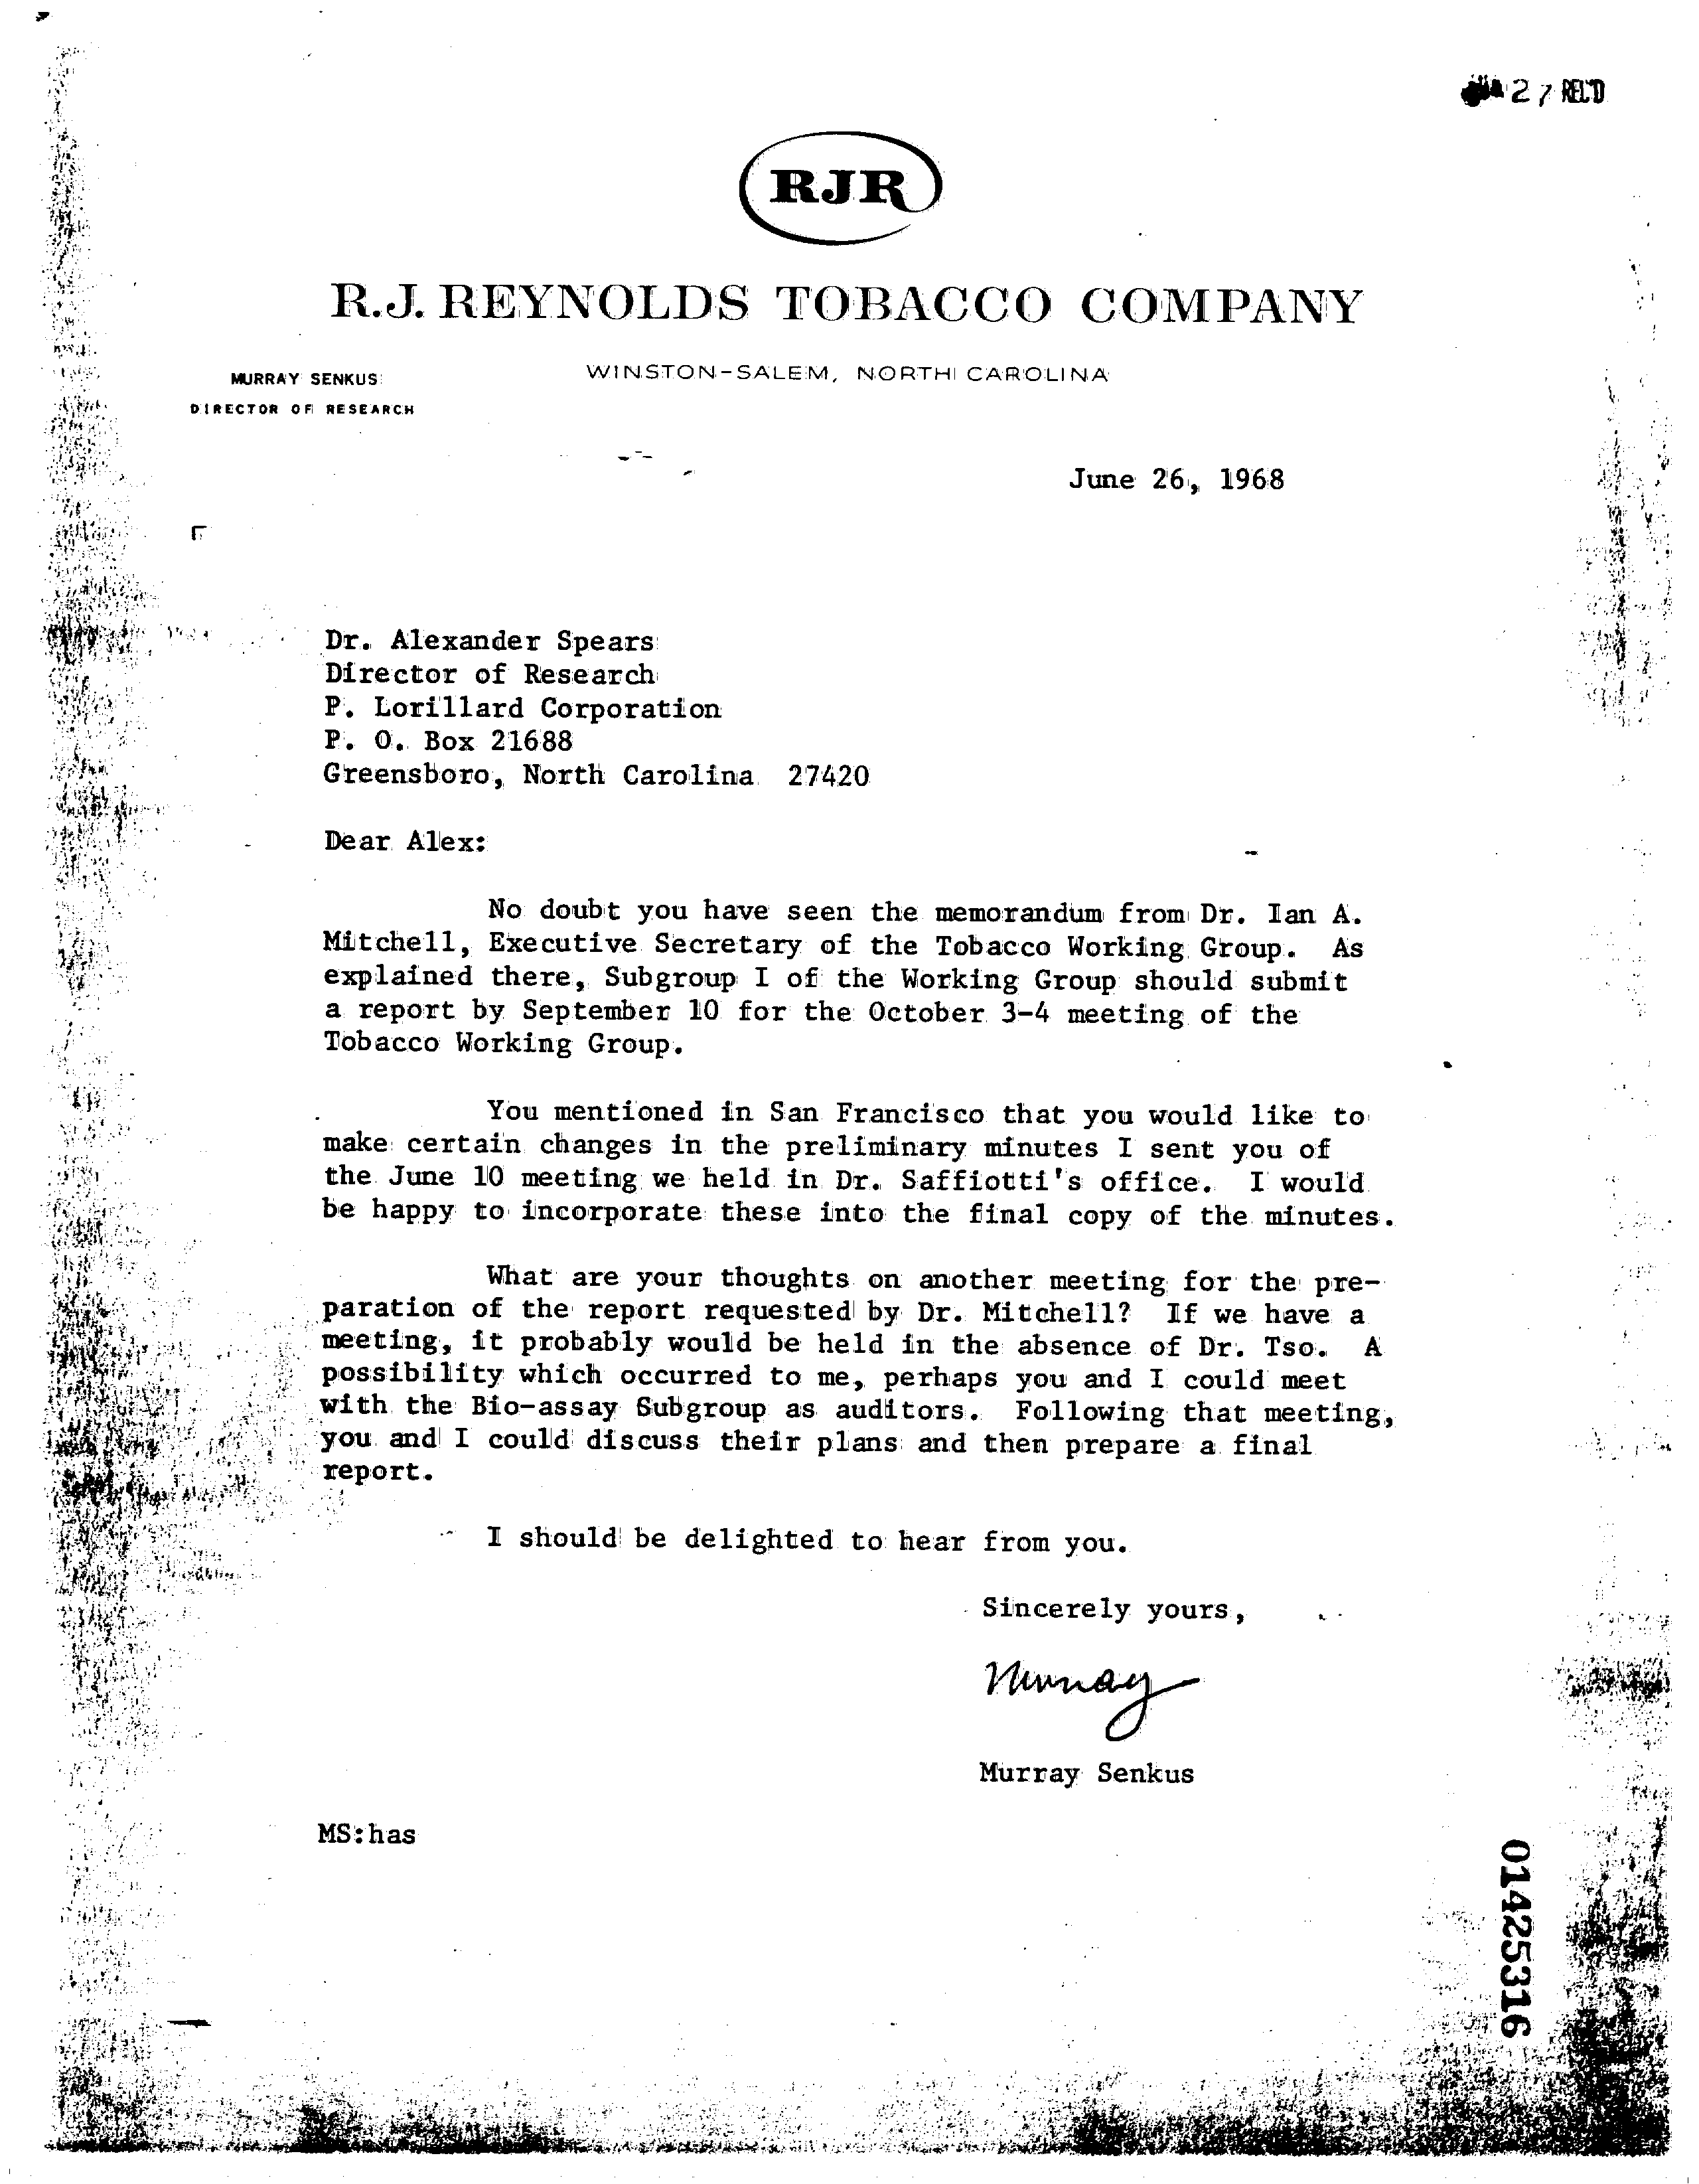 27 REC'D
RJR
R.J. REYNOLDS TOBACCO COMPANY
WINSTON-SALEM, NORTH CAROLINA
MURRAY SENKUS
DIRECTOR OF RESEARCH
June 26, 1968
Dr. Alexander Spears
Director of Research
P. Lorillard Corporation
P. O. Box 21688
Greensboro, North Carolina 27420
Dear Alex:
No doubt you have seen the memorandum from Dr. Ian A.
Mitchell, Executive Secretary of the Tobacco Working Group. As
explained there, Subgroup I of the Working Group should submit
a report by September 10 for the October 3-4 meeting of the
Tobacco Working Group.
You mentioned in San Francisco that you would like to
make certain changes in the preliminary minutes I sent you of
the June 10 meeting we held in Dr. Saffiotti's office. I would
be happy to incorporate these into the final copy of the minutes.
What are your thoughts on another meeting for the pre-
paration of the report requested by Dr. Mitchell? If we have a
meeting, it probably would be held in the absence of Dr. Tso. A
possibility which occurred to me, perhaps you and I could meet
with the Bio-assay Subgroup as auditors. Following that meeting,
you and I could discuss their plans and then prepare a final
report.
I should be delighted to hear from you.
Sincerely yours,
Murray
Murray Senkus
MS:has
01425316